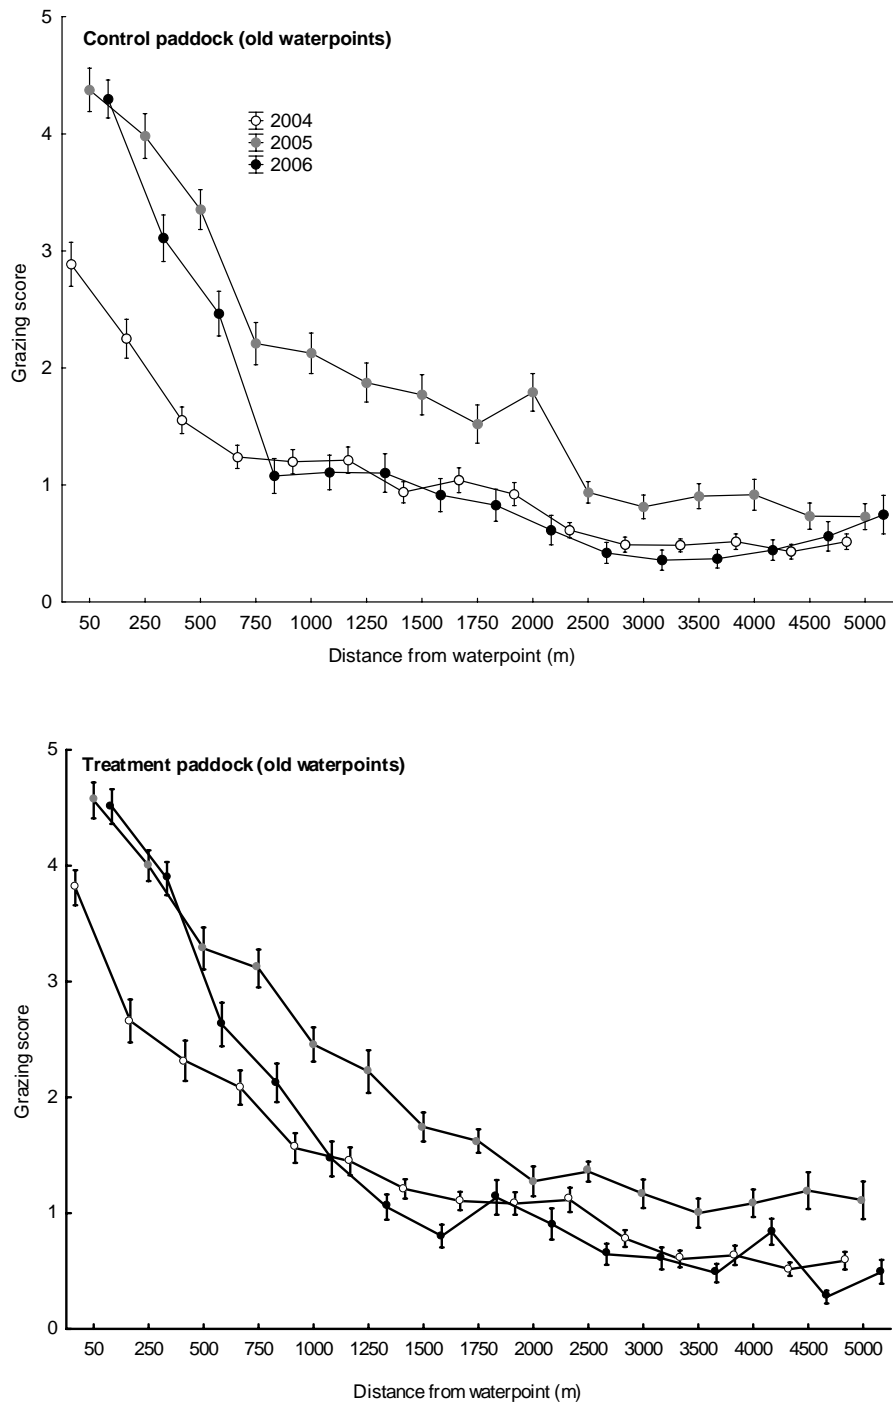 Control paddock (old waterpoints)
2004
2005
2006
5
4
3
2
1
0
Grazing score
50 250 500 750 1000 1250 1500 1750 2000 2500 3000 3500 4000 4500 5000
Distance from waterpoint (m)
Treatment paddock (old waterpoints)
5
4
3
2
1
0
Grazing score
50 250 500 750 1000 1250 1500 1750 2000 2500 3000 3500 4000 4500 5000
Distance from waterpoint (m)